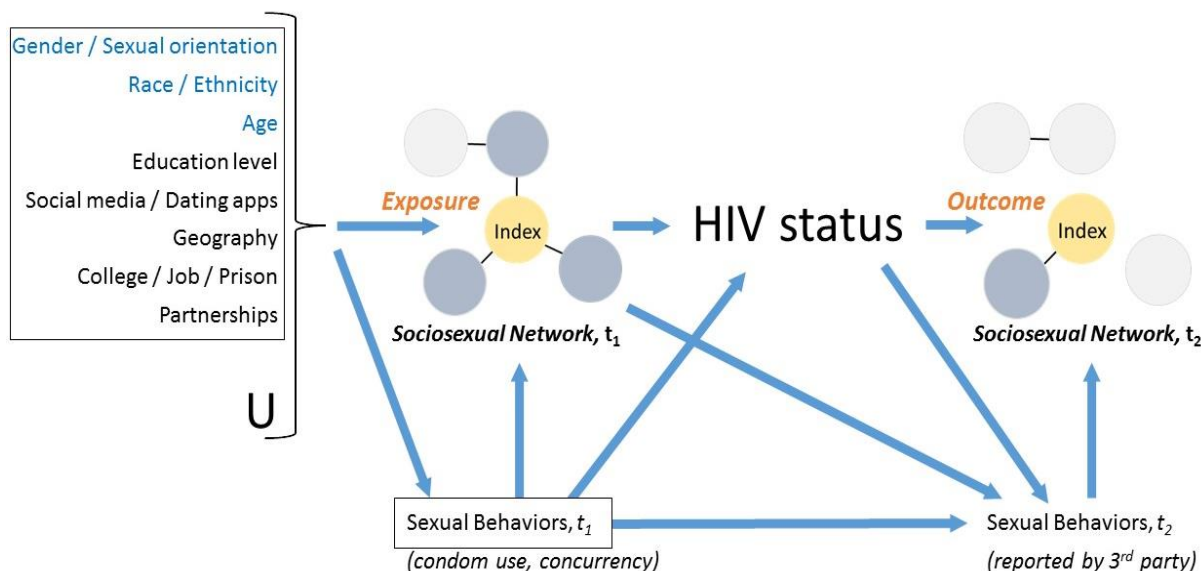 Gender / Sexual orientation
Race / Ethnicity
Age
Education level
Social media / Dating apps
Geography
College / Job / Prison
Partnerships
U
Exposure
Index
Sociosexual Network, t1
HIV status
Outcome
Index
Sociosexual Network, t2
Sexual Behaviors, t1
(condom use, concurrency)
Sexual Behaviors, t2
(reported by 3rd party)